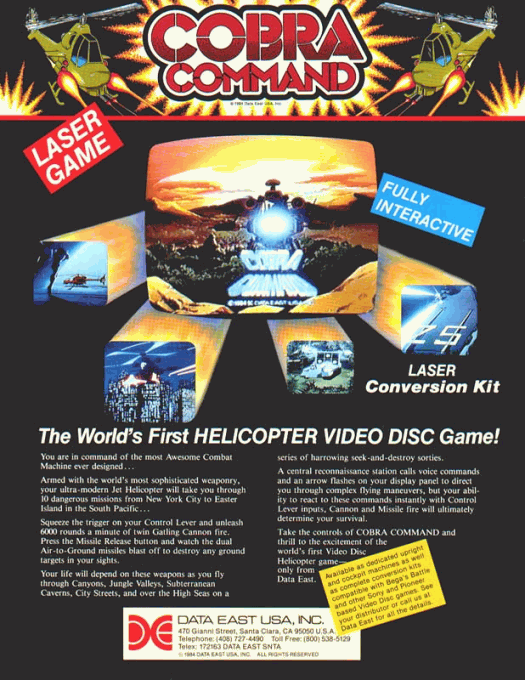 COBRA
COMMAND
© 1984 Data East USA, Inc.
LASER
GAME
FULLY
INTERACTIVE
COBRA
COMMAND
LASER
Conversion Kit
The World's First HELICOPTER VIDEO DISC Game!
You are in command of the most Awesome Combat
Machine ever designed...
Armed with the world's most sophisticated weaponry,
your ultra-modern Jet Helicopter will take you through
10 dangerous missions from New York City to Easter
Island in the South Pacific...
Squeeze the trigger on your Control Lever and unleash
6000 rounds a minute of twin Gatling Cannon fire.
Press the Missile Release button and watch the dual
Air-to-Ground missiles blast off to destroy any ground
targets in your sights.
Your life will depend on these weapons as you fly
through Canyons, Jungle Valleys, Subterranean
Caverns, City Streets, and over the High Seas on a
series of harrowing seek-and-destroy sorties.
A central reconnaissance station calls voice commands
and an arrow flashes on your display panel to direct
you through complex flying maneuvers, but your abil-
ity to react to these commands instantly with Control
Lever inputs, Cannon and Missile fire will ultimately
determine your survival.
Take the controls of COBRA COMMAND and
thrill to the excitement of the
world's first Video Disc
Helicopter game—
only from
Data East.
Available as dedicated upright
and cockpit machines as well
as complete conversion kits
compatible with Bega's Battle
and other Sony and Pioneer
based Video Disc games. See
your distributor or call us at
Data East for all the details.
DATA EAST USA, INC.
470 Gianni Street, Santa Clara, CA 95050 U.S.A.
Telephone: (408) 727-4490 Toll Free: (800) 538-5129
Telex: 172163 DATA EAST SNTA
© 1984 DATA EAST USA, INC. ALL RIGHTS RESERVED